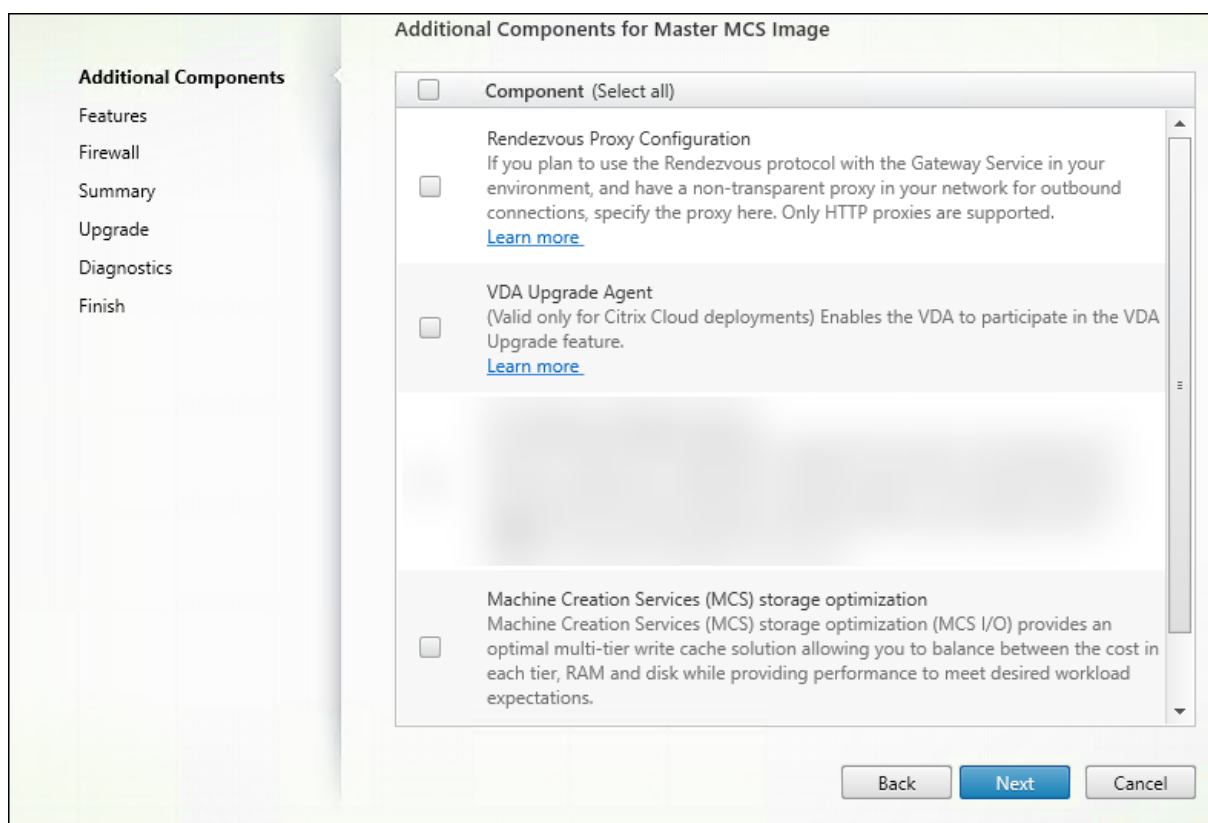 Additional Components for Master MCS Image
Additional Components
Features
Firewall
Summary
Upgrade
Diagnostics
Finish
Component (Select all)
Rendezvous Proxy Configuration
If you plan to use the Rendezvous protocol with the Gateway Service in your
environment, and have a non-transparent proxy in your network for outbound
connections, specify the proxy here. Only HTTP proxies are supported.
Learn more
VDA Upgrade Agent
(Valid only for Citrix Cloud deployments) Enables the VDA to participate in the VDA
Upgrade feature.
Learn more
Machine Creation Services (MCS) storage optimization
Machine Creation Services (MCS) storage optimization (MCS I/O) provides an
optimal multi-tier write cache solution allowing you to balance between the cost in
each tier, RAM and disk while providing performance to meet desired workload
expectations.
Back
Next
Cancel